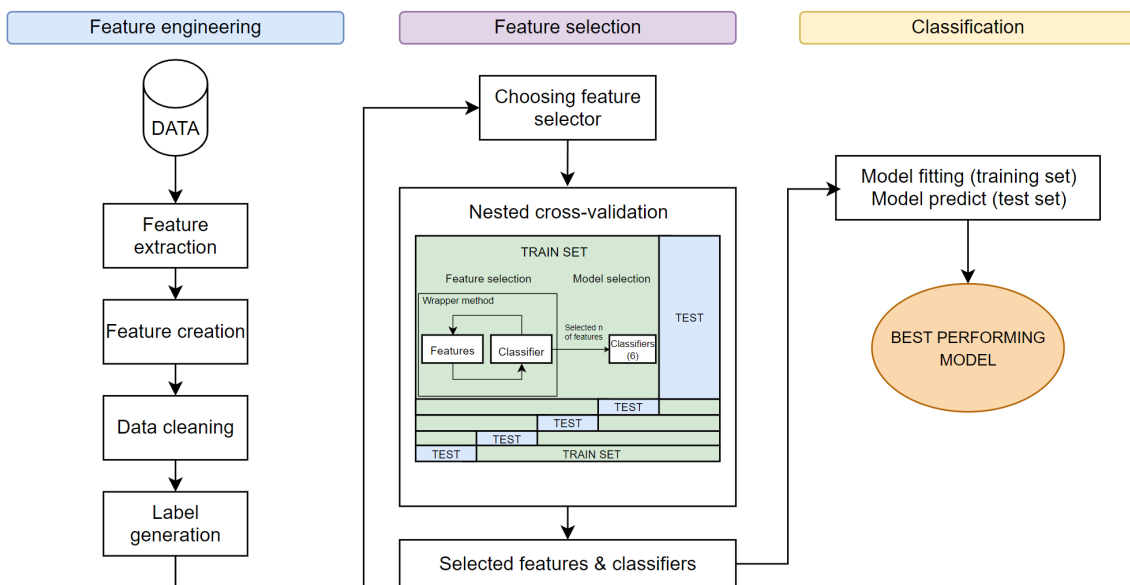 Feature engineering
DATA
Feature
extraction
Feature creation
Data cleaning
Label
generation
Feature selection
Choosing feature
selector
Nested cross-validation
TRAIN SET
Feature selection
Model selection
Wrapper method
Features
Classifier
Selected n
of features
Classifiers
(6)
TEST
TEST
TEST
TEST
TEST
TRAIN SET
Selected features & classifiers
Classification
Model fitting (training set)
Model predict (test set)
BEST PERFORMING
MODEL